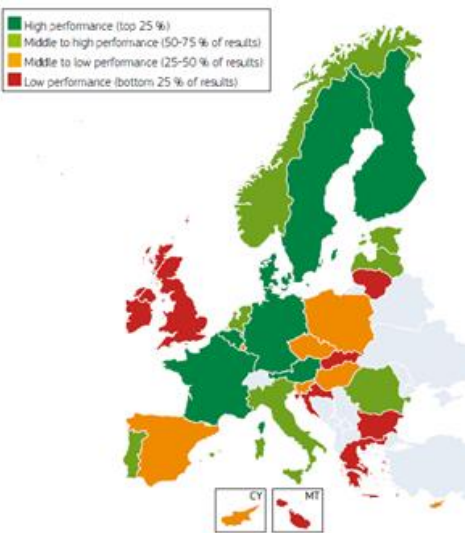 High performance (top 25 %)
Middle to high performance (50-75 % of results)
Middle to low performance (25-50 % of results)
Low performance (bottom 25 % of results)
CY
MT